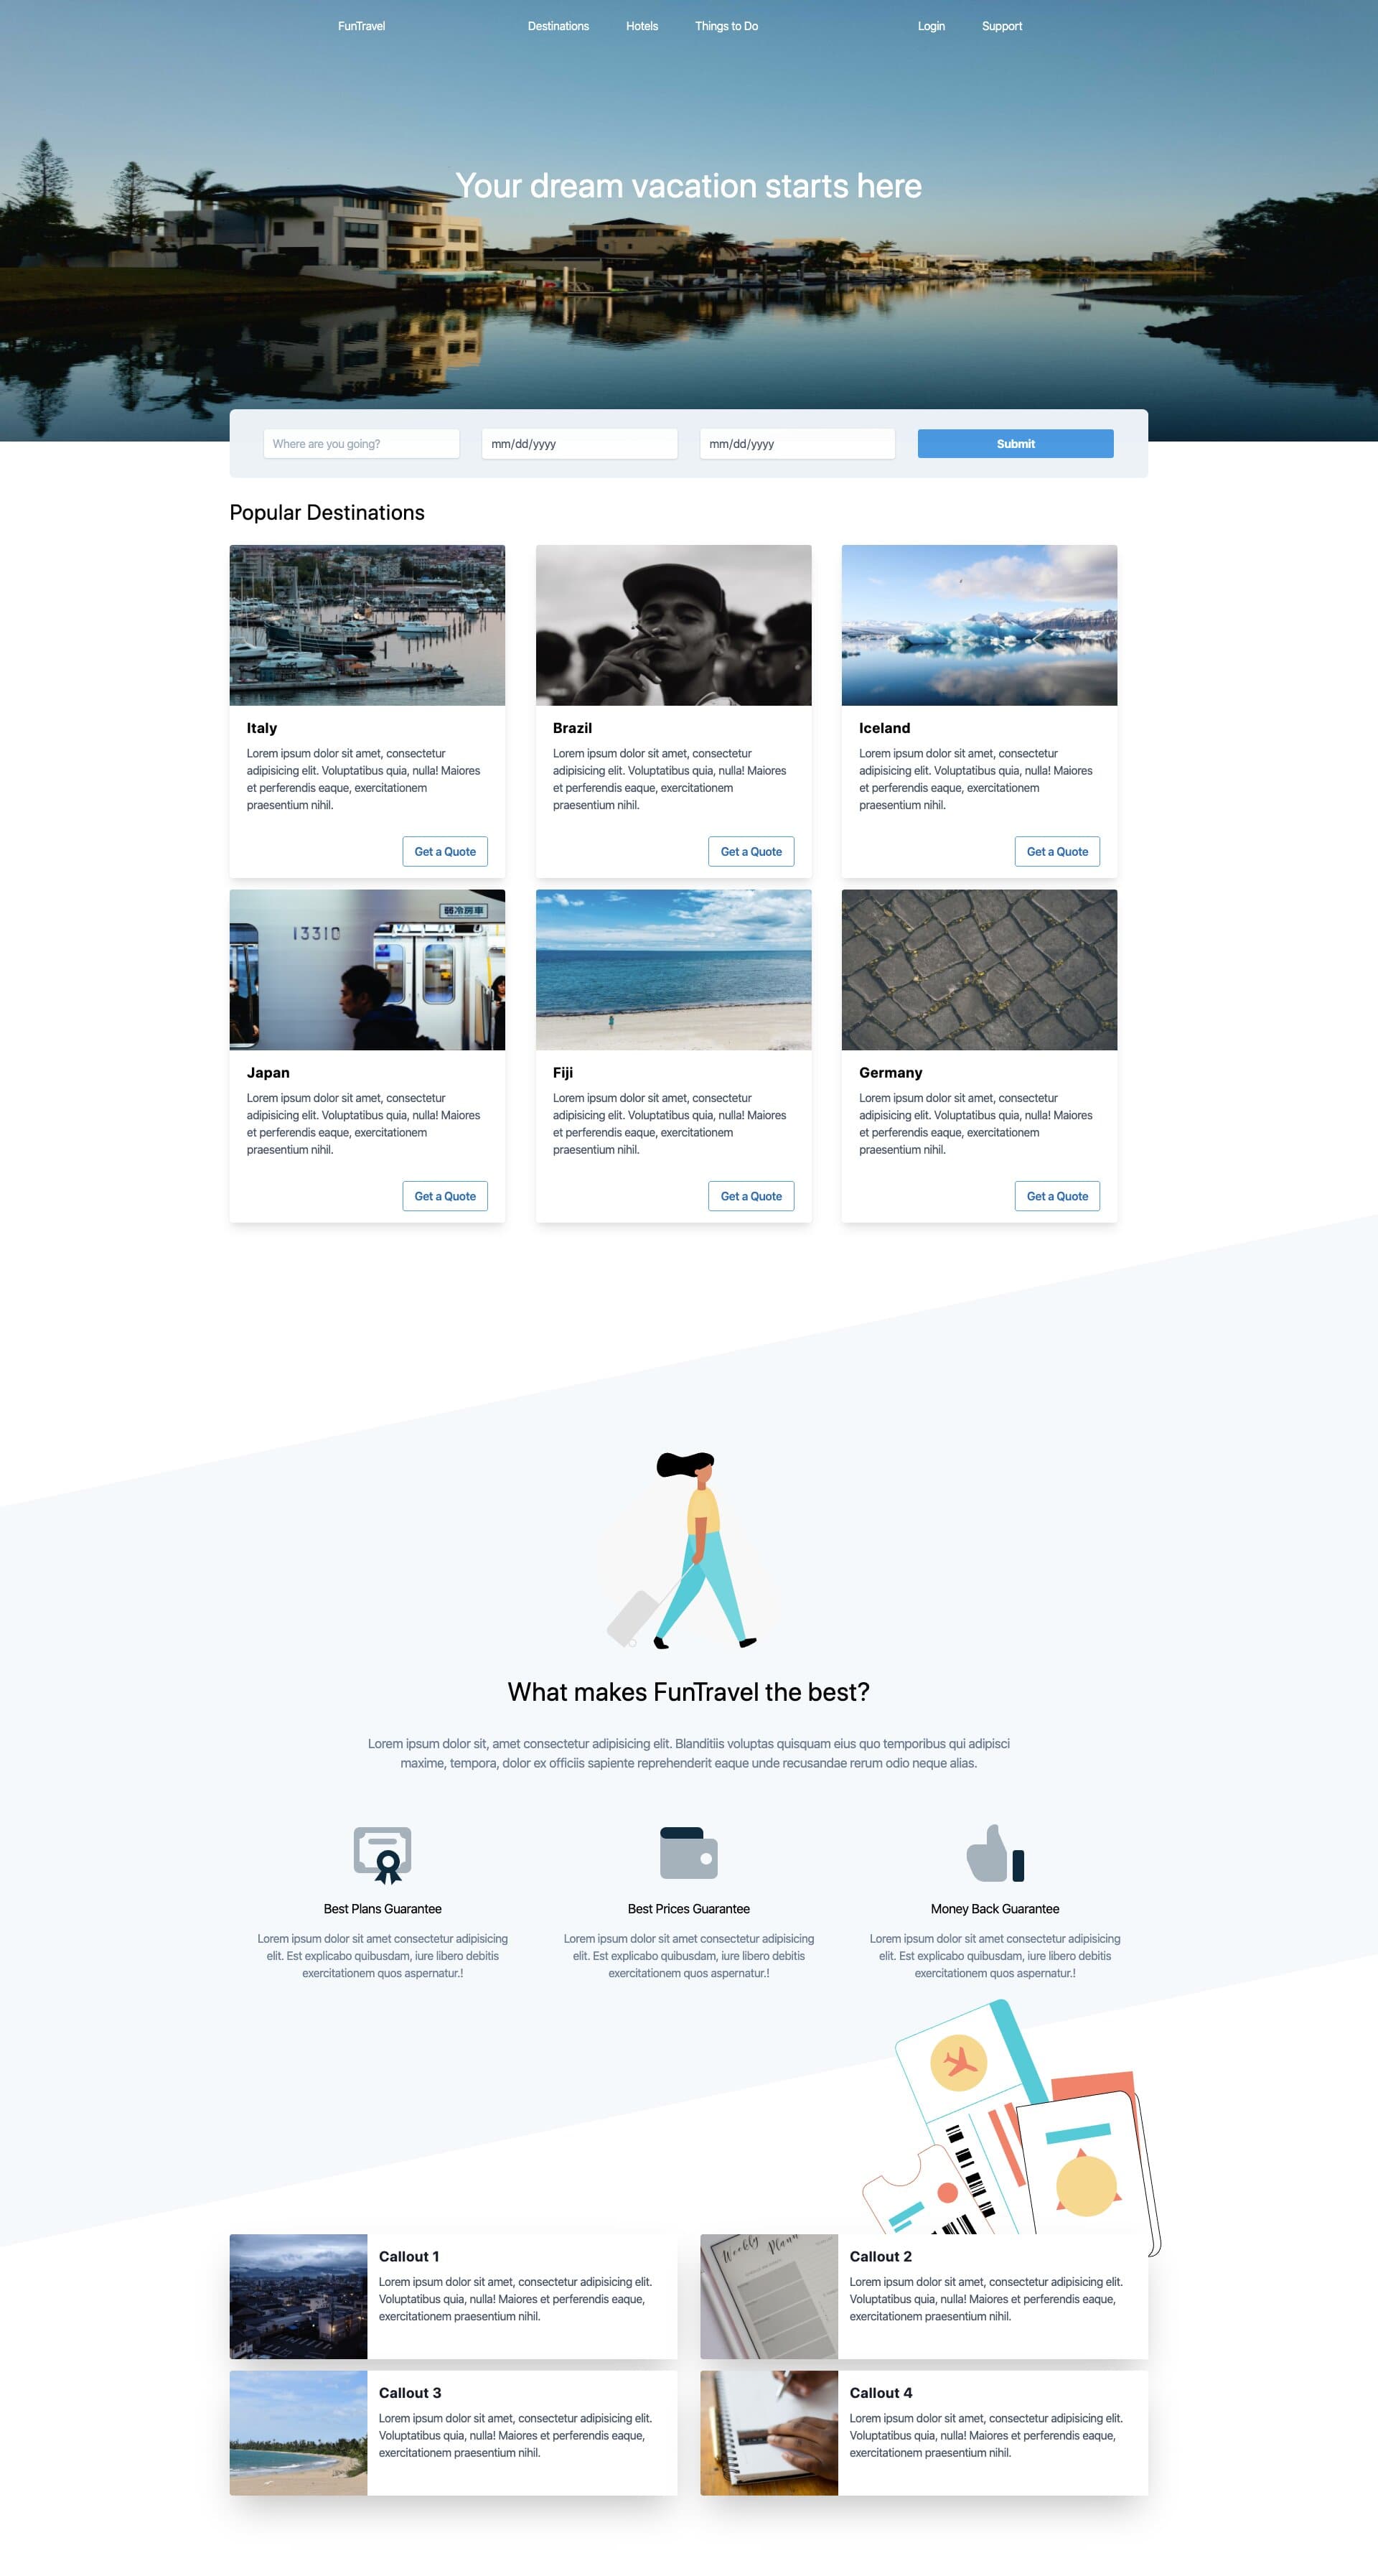 FunTravel
Destinations
Hotels
Things to Do
Login
Support
Your dream vacation starts here
Where are you going?
mm/dd/yyyy
mm/dd/yyyy
Submit
Popular Destinations
Italy
Lorem ipsum dolor sit amet, consectetur
adipisicing elit. Voluptatibus quia, nulla! Maiores
et perferendis eaque, exercitationem
praesentium nihil.
Get a Quote
Brazil
Lorem ipsum dolor sit amet, consectetur
adipisicing elit. Voluptatibus quia, nulla! Maiores
et perferendis eaque, exercitationem
praesentium nihil.
Get a Quote
Iceland
Lorem ipsum dolor sit amet, consectetur
adipisicing elit. Voluptatibus quia, nulla! Maiores
et perferendis eaque, exercitationem
praesentium nihil.
Get a Quote
弱冷房車
13310
Japan
Lorem ipsum dolor sit amet, consectetur
adipisicing elit. Voluptatibus quia, nulla! Maiores
et perferendis eaque, exercitationem
praesentium nihil.
Get a Quote
Fiji
Lorem ipsum dolor sit amet, consectetur
adipisicing elit. Voluptatibus quia, nulla! Maiores
et perferendis eaque, exercitationem
praesentium nihil.
Get a Quote
Germany
Lorem ipsum dolor sit amet, consectetur
adipisicing elit. Voluptatibus quia, nulla! Maiores
et perferendis eaque, exercitationem
praesentium nihil.
Get a Quote
What makes FunTravel the best?
Lorem ipsum dolor sit, amet consectetur adipisicing elit. Blanditiis voluptas quisquam eius quo temporibus qui adipisci
maxime, tempora, dolor ex officiis sapiente reprehenderit eaque unde recusandae rerum odio neque alias.
Best Plans Guarantee
Lorem ipsum dolor sit amet consectetur adipisicing
elit. Est explicabo quibusdam, iure libero debitis
exercitationem quos aspernatur.!
Best Prices Guarantee
Lorem ipsum dolor sit amet consectetur adipisicing
elit. Est explicabo quibusdam, iure libero debitis
exercitationem quos aspernatur.!
Money Back Guarantee
Lorem ipsum dolor sit amet consectetur adipisicing
elit. Est explicabo quibusdam, iure libero debitis
exercitationem quos aspernatur.!
Callout 1
Lorem ipsum dolor sit amet, consectetur adipisicing elit.
Voluptatibus quia, nulla! Maiores et perferendis eaque,
exercitationem praesentium nihil.
Weekly Plann
Callout 2
Lorem ipsum dolor sit amet, consectetur adipisicing elit.
Voluptatibus quia, nulla! Maiores et perferendis eaque,
exercitationem praesentium nihil.
Callout 3
Lorem ipsum dolor sit amet, consectetur adipisicing elit.
Voluptatibus quia, nulla! Maiores et perferendis eaque,
exercitationem praesentium nihil.
Callout 4
Lorem ipsum dolor sit amet, consectetur adipisicing elit.
Voluptatibus quia, nulla! Maiores et perferendis eaque,
exercitationem praesentium nihil.